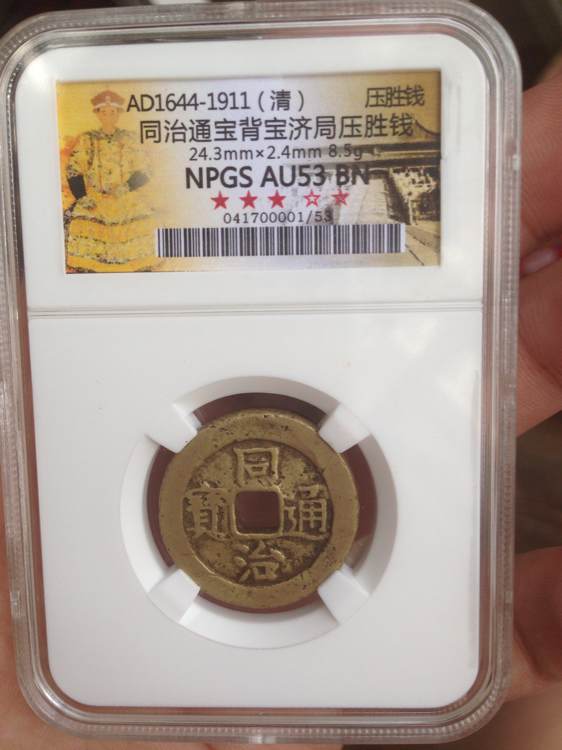 AD1644-1911（清） 压胜钱
同治通宝背宝济局压胜钱
24.3mm×2.4mm 8.5g
NPGS AU53 BN
041700001/53
同
寶 通
治